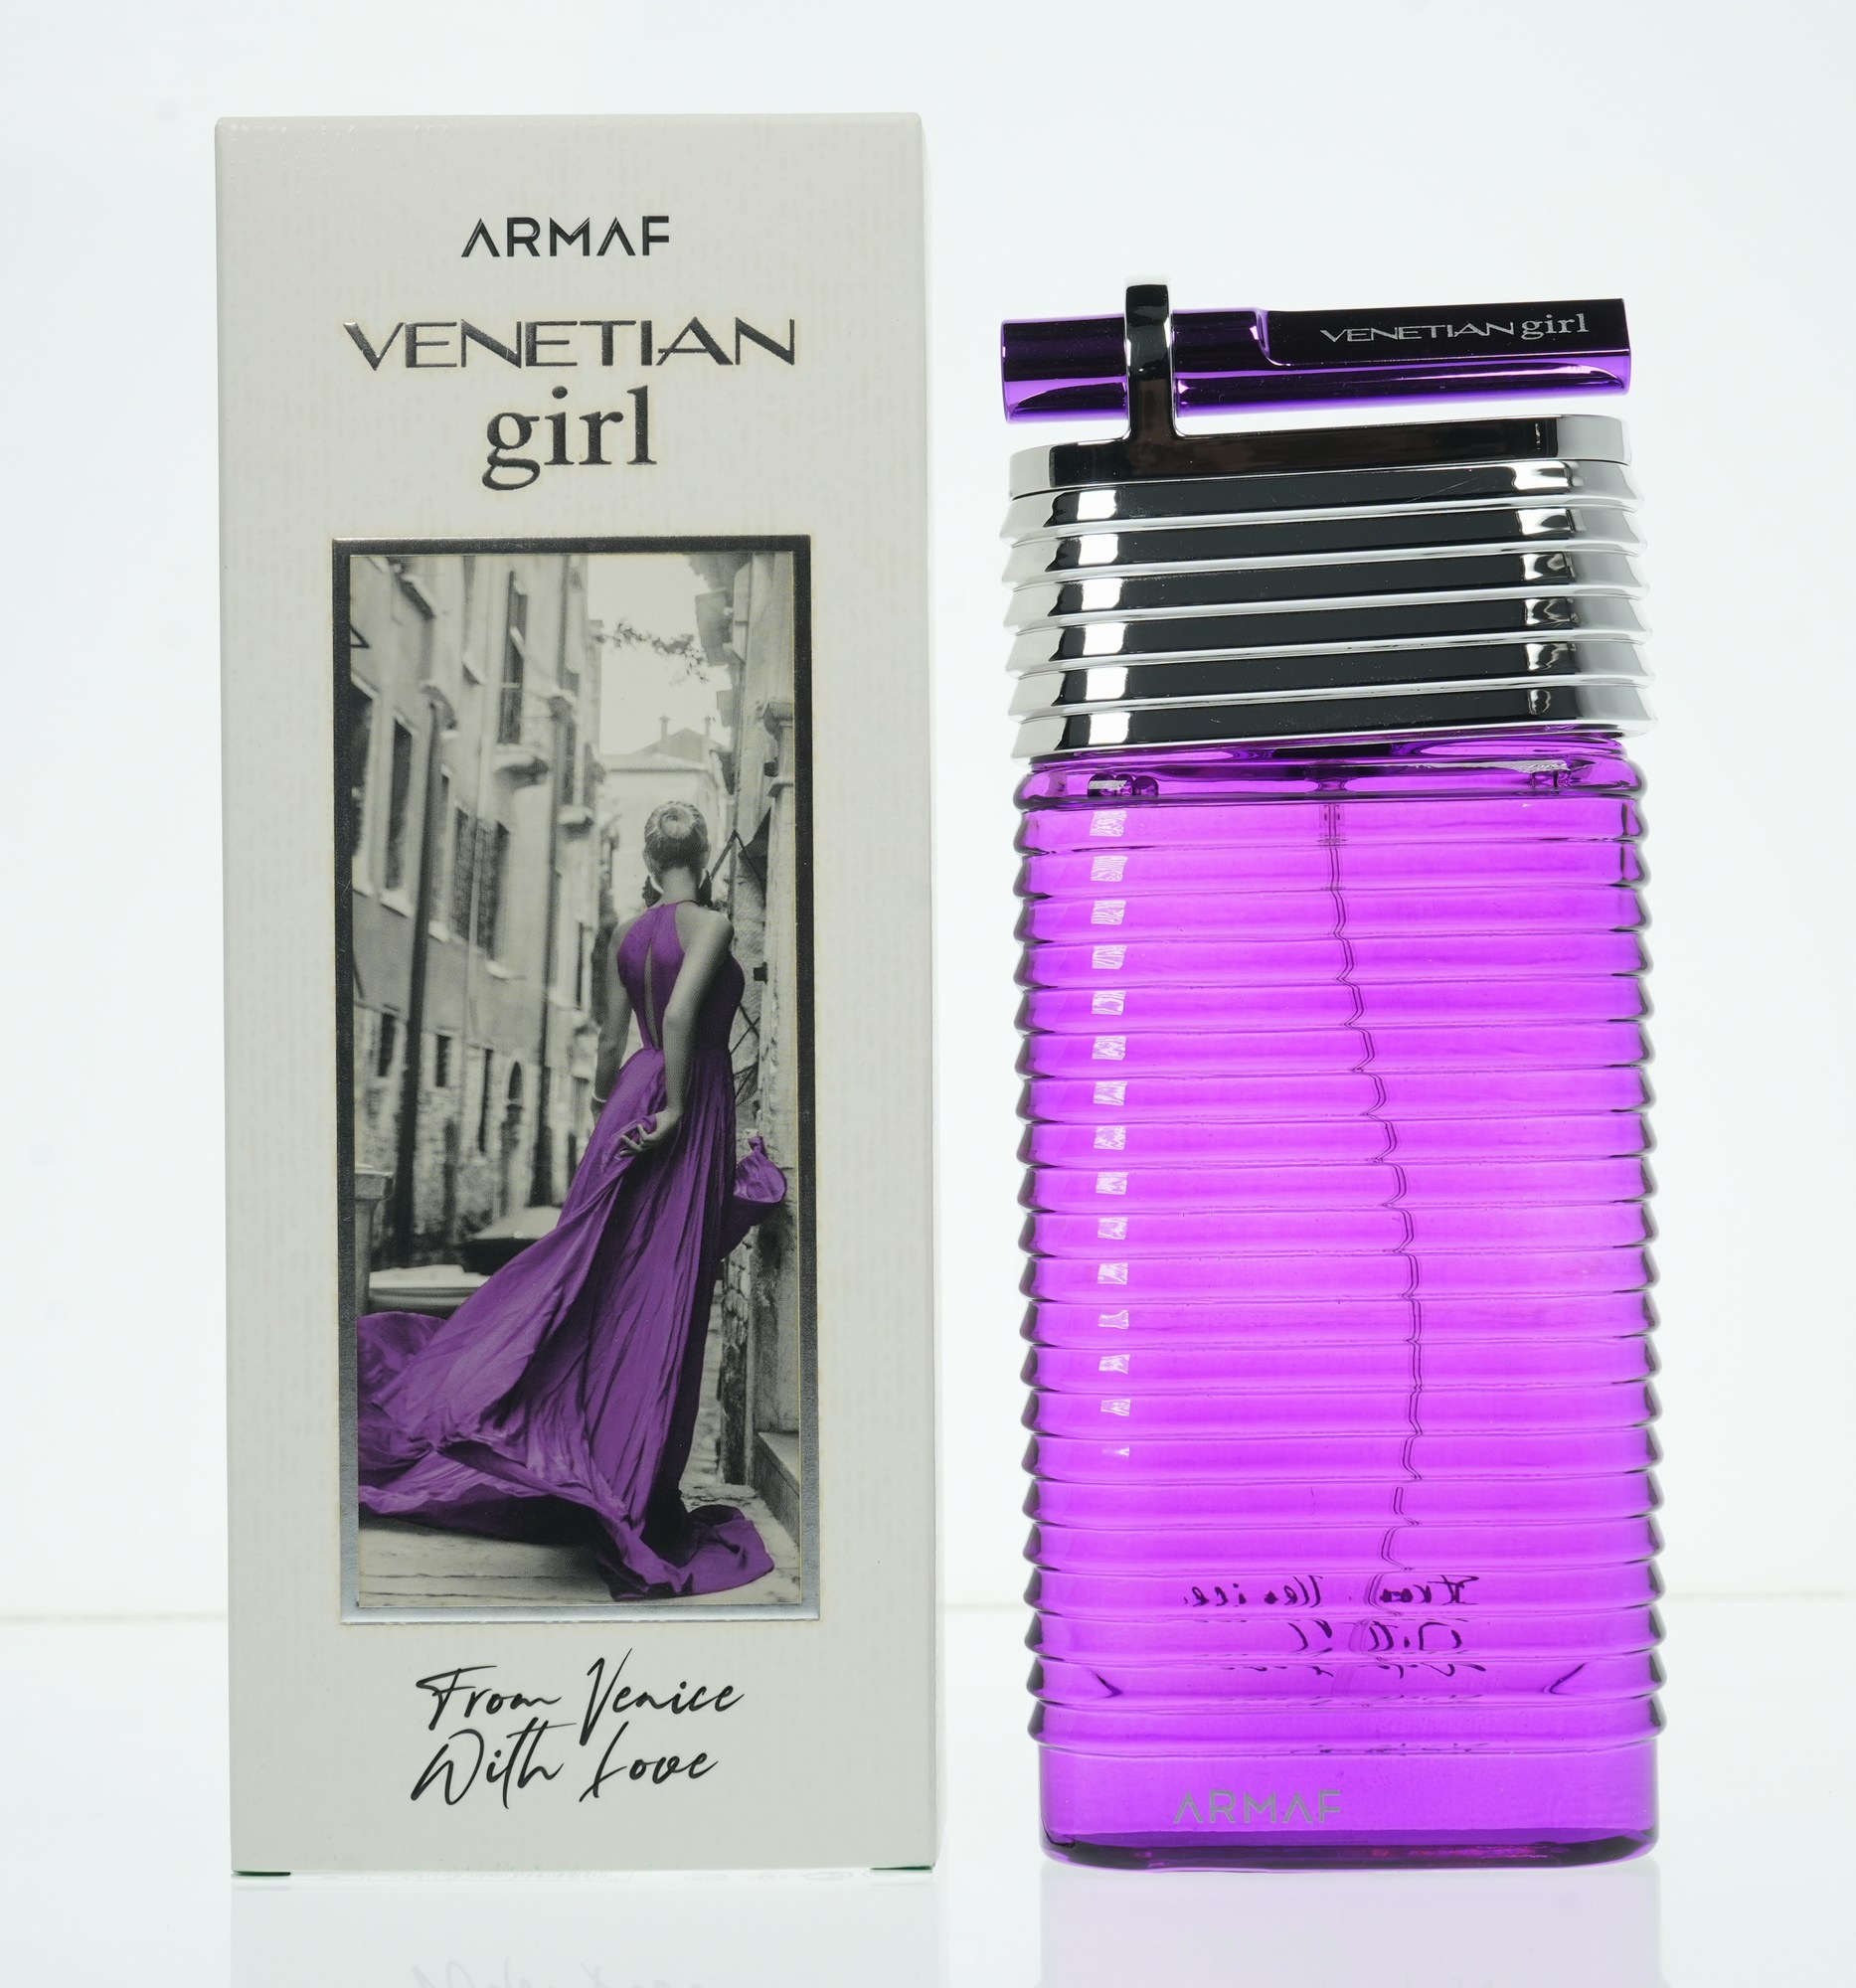 ARMAF
VENETIAN
girl
From Venice
With Love
VENETIAN girl
ARMAF